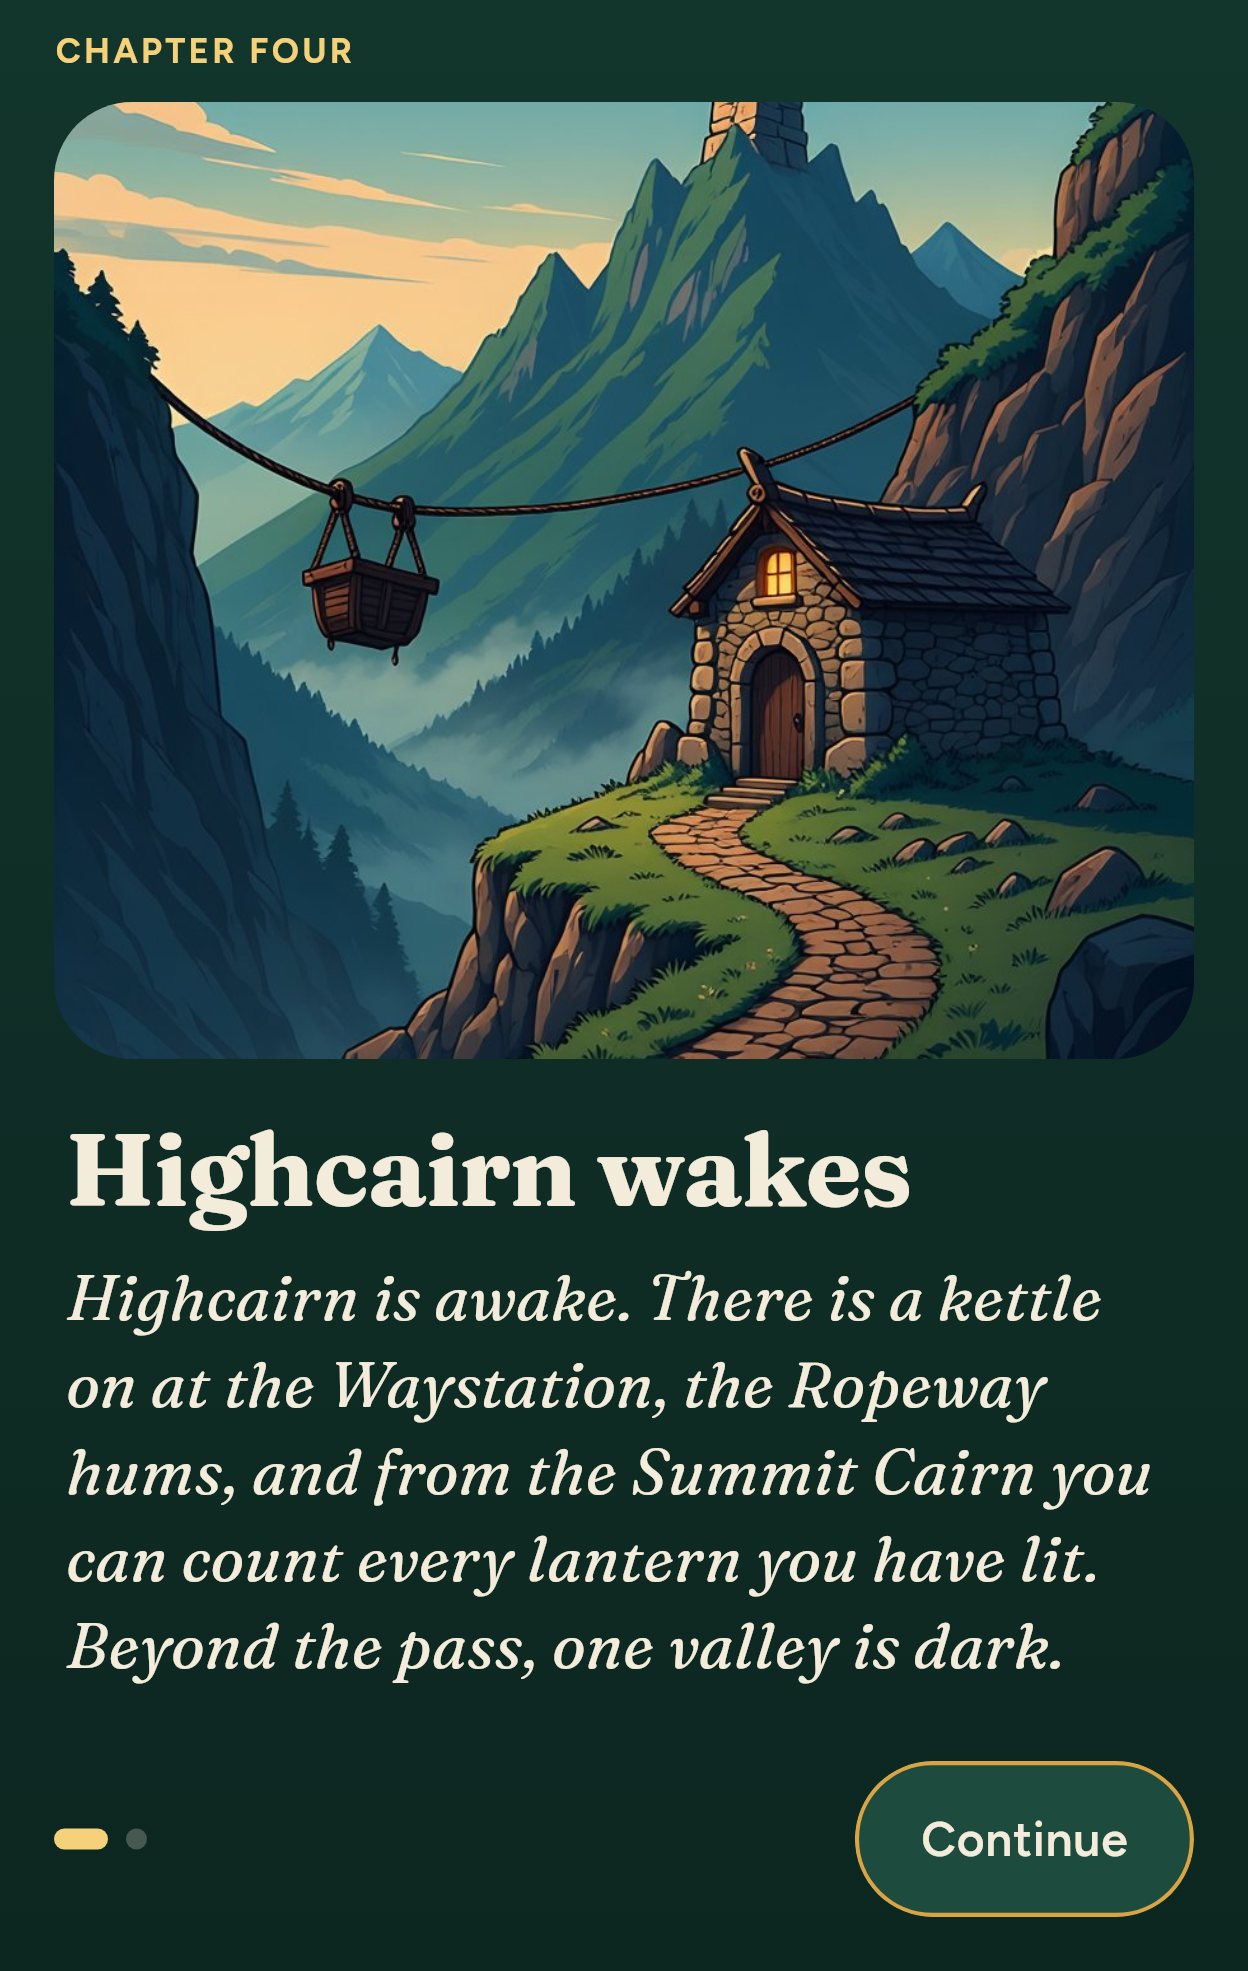 CHAPTER FOUR
Highcairn wakes
Highcairn is awake. There is a kettle
on at the Waystation, the Ropeway
hums, and from the Summit Cairn you
can count every lantern you have lit.
Beyond the pass, one valley is dark.
Continue